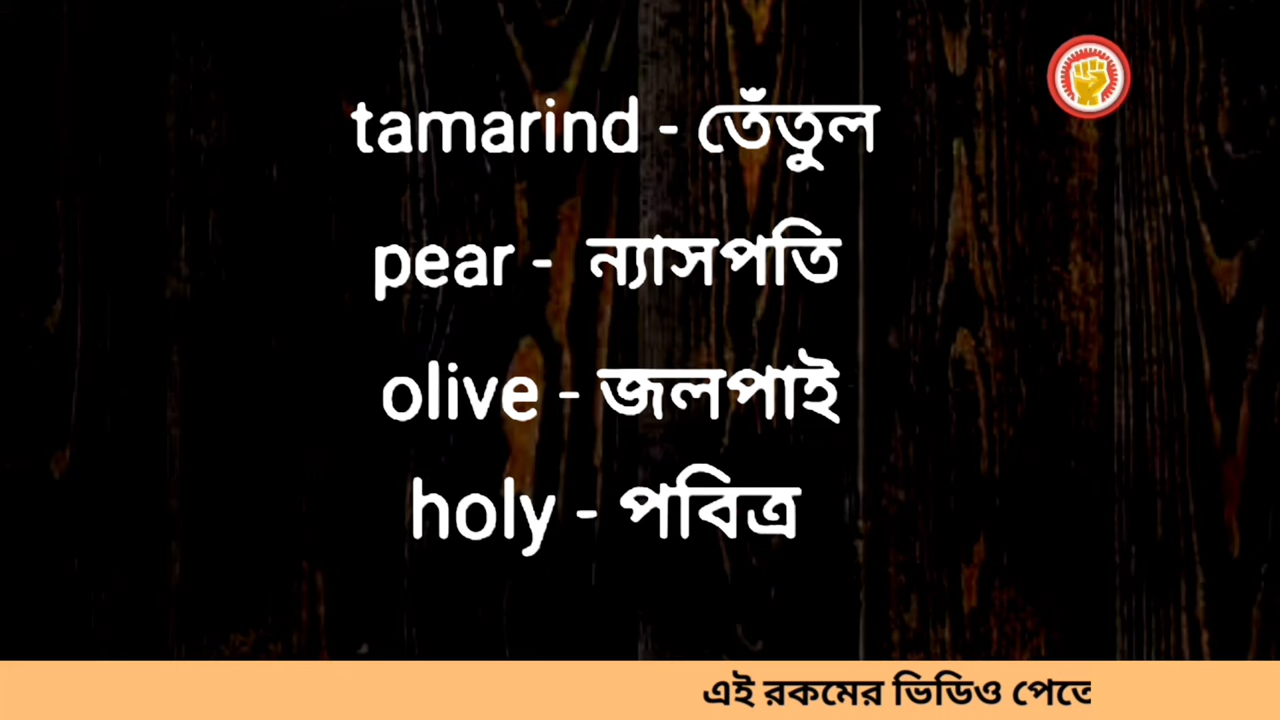 tamarind - তেঁতুল
pear - ন্যাসপতি
olive - জলপাই
holy - পবিত্র
এই রকমের ভিডিও পেতে